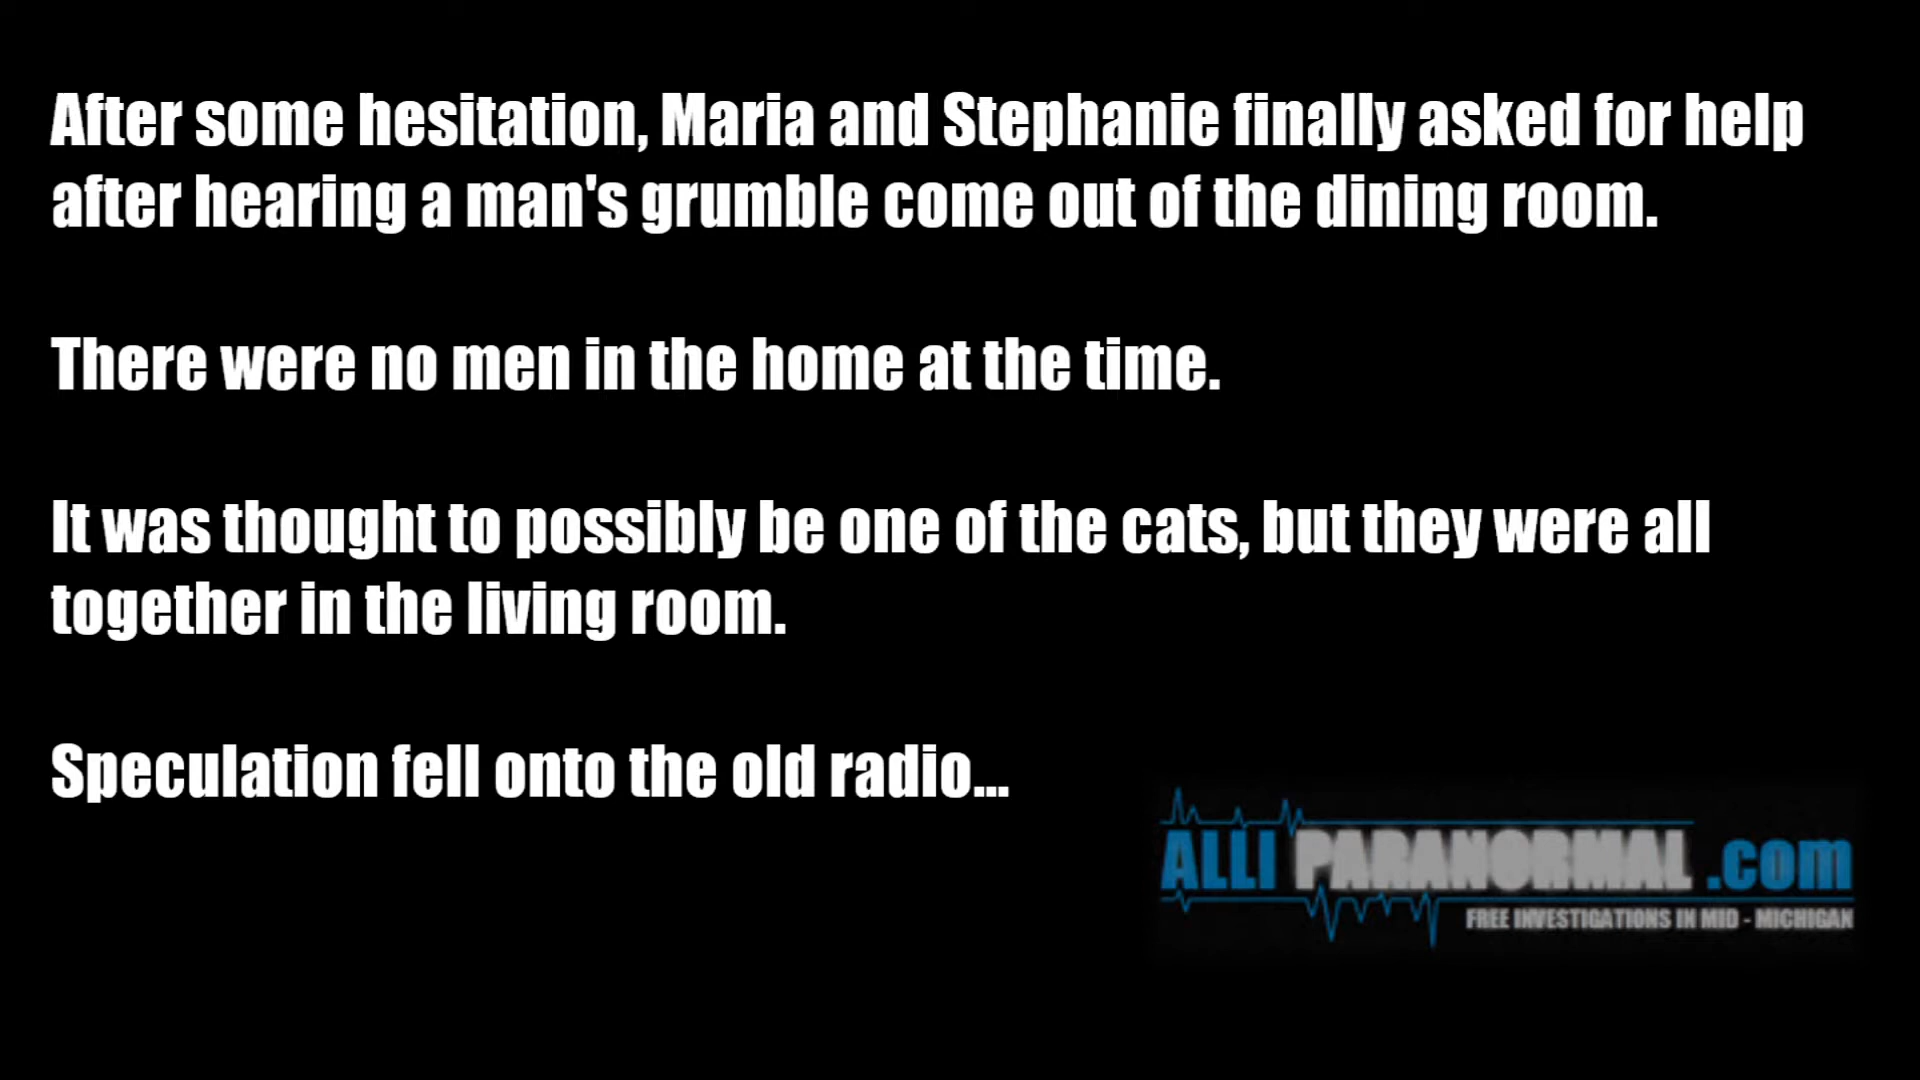 After some hesitation, Maria and Stephanie finally asked for help
after hearing a man's grumble come out of the dining room.
There were no men in the home at the time.
It was thought to possibly be one of the cats, but they were all
together in the living room.
Speculation fell onto the old radio...
ALLI PARANORMAL .com
FREE INVESTIGATIONS IN MID - MICHIGAN